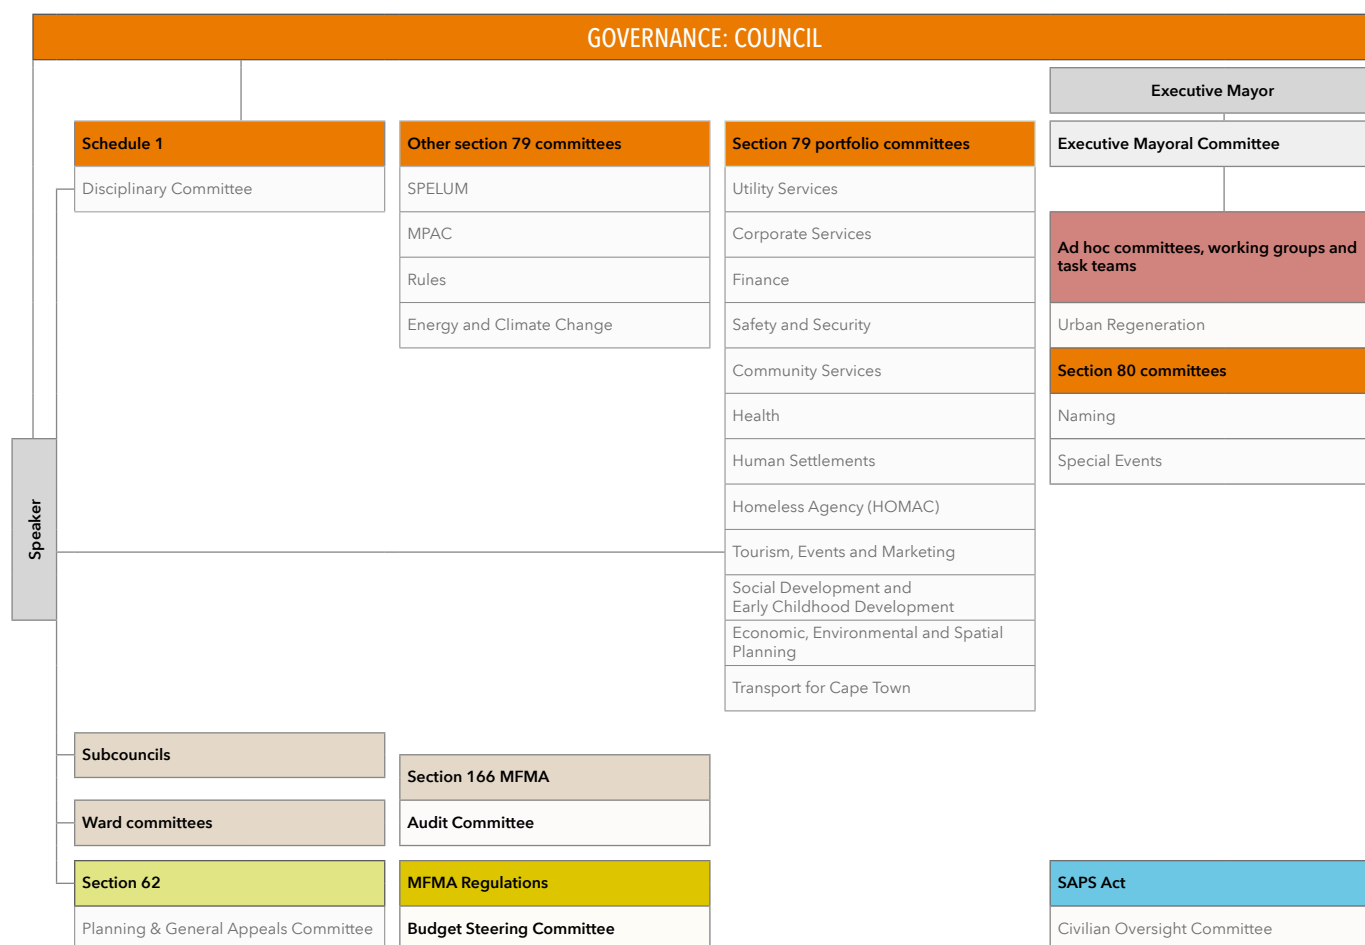 GOVERNANCE: COUNCIL
Executive Mayor
Schedule 1
Disciplinary Committee
Other section 79 committees
SPELUM
MPAC
Rules
Energy and Climate Change
Section 79 portfolio committees
Utility Services
Corporate Services
Finance
Safety and Security
Community Services
Health
Human Settlements
Homeless Agency (HOMAC)
Tourism, Events and Marketing
Social Development and
Early Childhood Development
Economic, Environmental and Spatial
Planning
Transport for Cape Town
Executive Mayoral Committee
Ad hoc committees, working groups and
task teams
Urban Regeneration
Section 80 committees
Naming
Special Events
Speaker
Subcouncils
Ward committees
Section 62
Planning & General Appeals Committee
Section 166 MFMA
Audit Committee
MFMA Regulations
Budget Steering Committee
SAPS Act
Civilian Oversight Committee